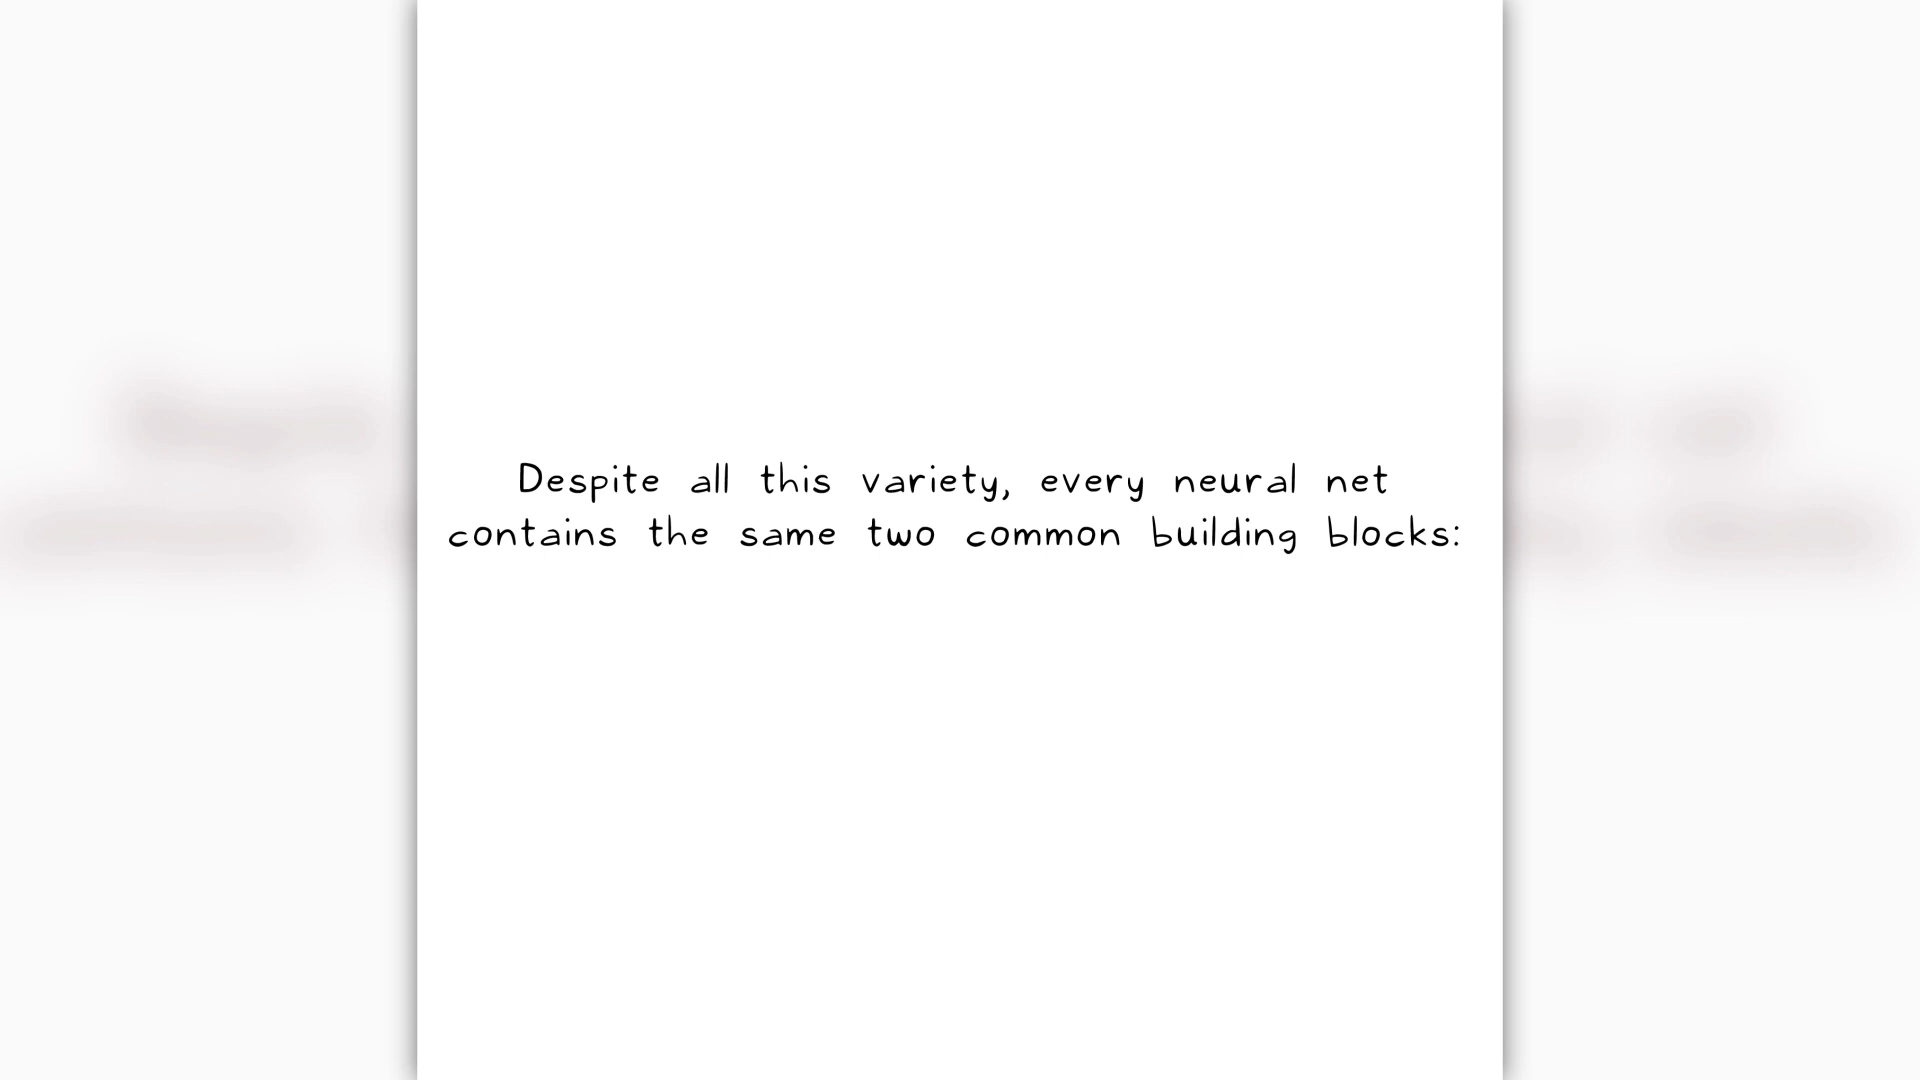 Despite all this variety, every neural net
contains the same two common building blocks: